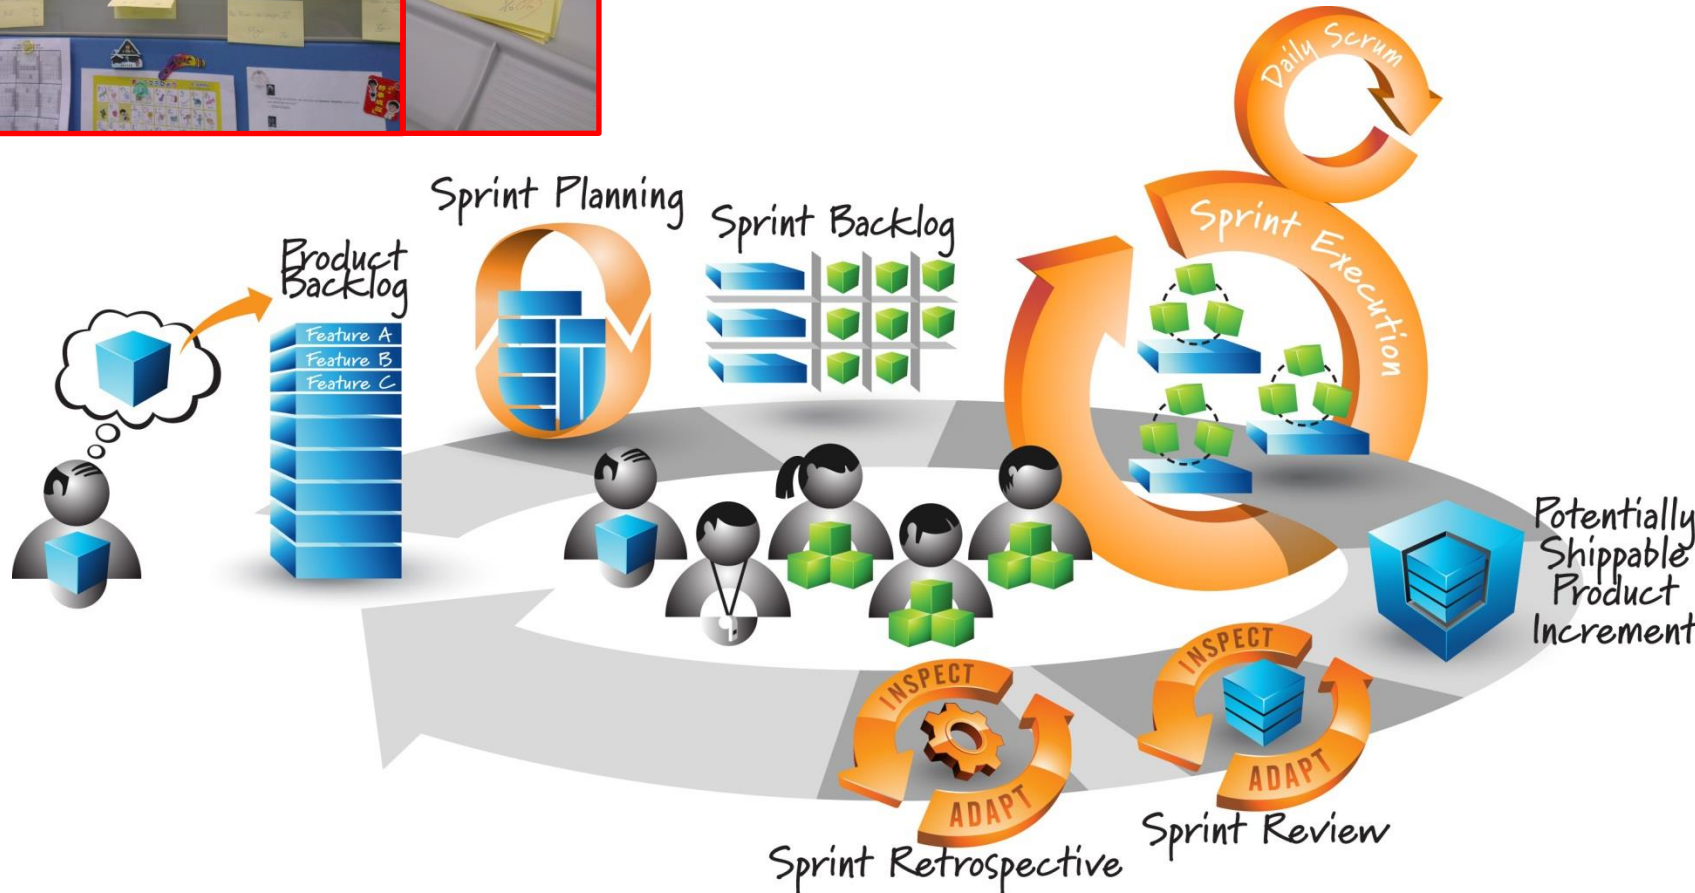 Daily Scrum
Sprint Planning
Sprint Backlog
Sprint Execution
Product
Backlog
Feature A
Feature B
Feature C
Potentially
Shippable
Product
Increment
INSPECT
ADAPT
INSPECT
ADAPT
Sprint Review
Sprint Retrospective